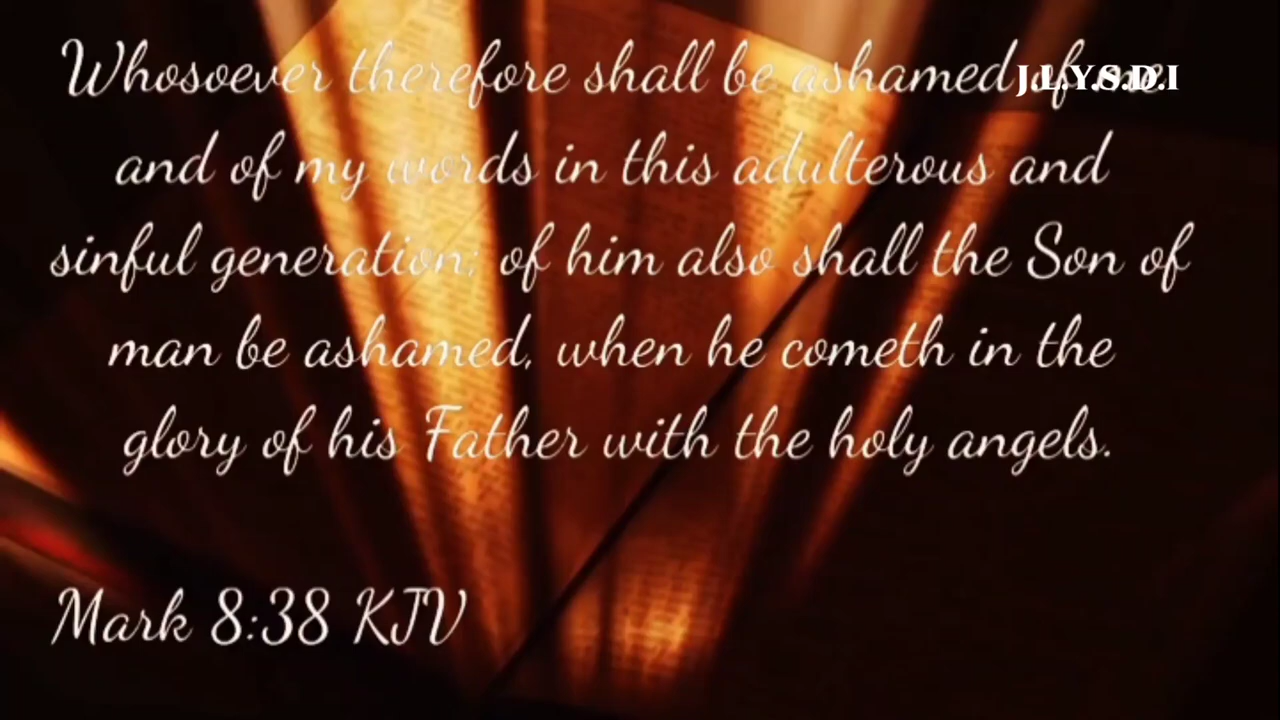 Whosoever therefore shall be ashamed of me
J.L.Y.S.D.I
and of my words in this adulterous and
sinful generation; of him also shall the Son of
man be ashamed, when he cometh in the
glory of his Father with the holy angels.
Mark 8:38 KJV